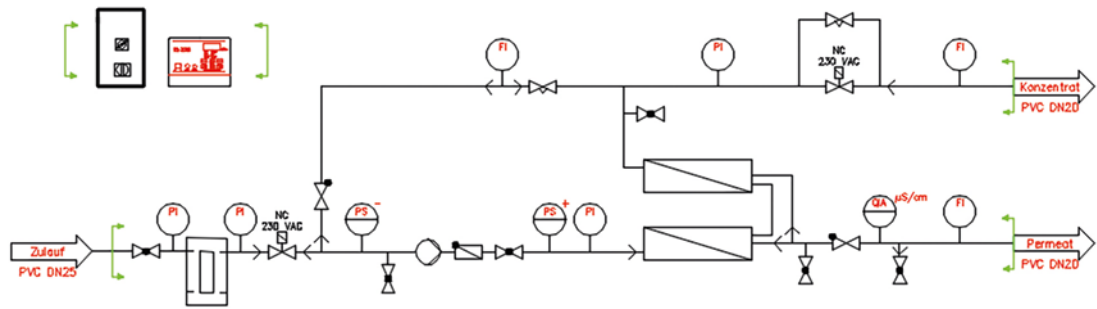 FI
PI
NC
230 VAC
FI
Konzentrat
PVC DN20
PI
PI
NC
230 VAC
PS -
PS +
PI
QIA µS/cm
FI
Zulauf
PVC DN25
Permeat
PVC DN20